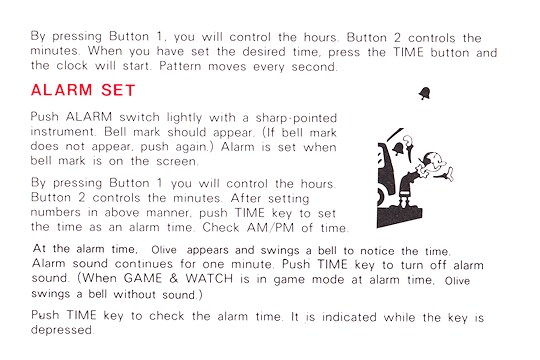 By pressing Button 1, you will control the hours. Button 2 controls the
minutes. When you have set the desired time, press the TIME button and
the clock will start. Pattern moves every second.
ALARM SET
Push ALARM switch lightly with a sharp-pointed
instrument. Bell mark should appear. (If bell mark
does not appear, push again.) Alarm is set when
bell mark is on the screen.
By pressing Button 1 you will control the hours.
Button 2 controls the minutes. After setting
numbers in above manner, push TIME key to set
the time as an alarm time. Check AM/PM of time.
At the alarm time, Olive appears and swings a bell to notice the time.
Alarm sound continues for one minute. Push TIME key to turn off alarm
sound. (When GAME & WATCH is in game mode at alarm time, Olive
swings a bell without sound.)
Push TIME key to check the alarm time. It is indicated while the key is
depressed.